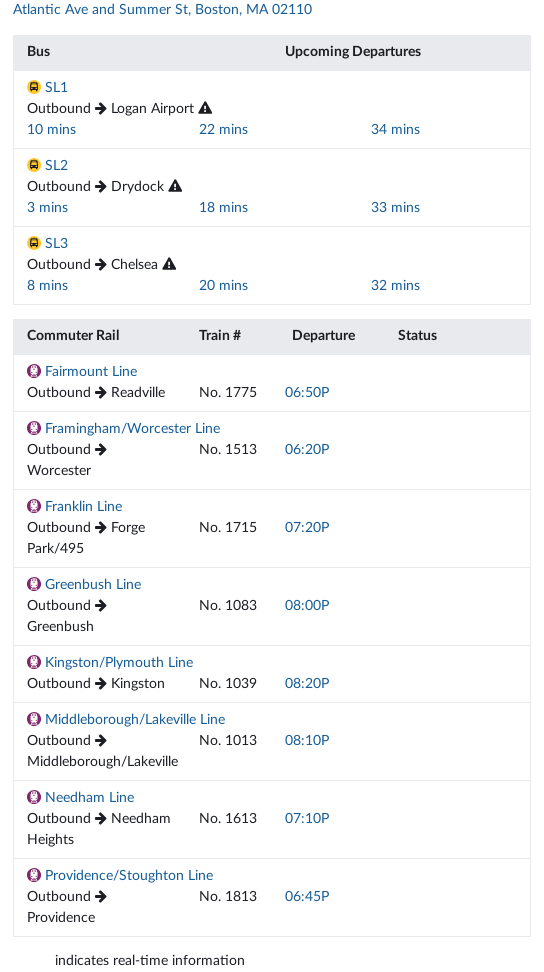 Atlantic Ave and Summer St, Boston, MA 02110
Bus Upcoming Departures
SL1
Outbound → Logan Airport
10 mins 22 mins 34 mins
SL2
Outbound → Drydock
3 mins 18 mins 33 mins
SL3
Outbound → Chelsea
8 mins 20 mins 32 mins
Commuter Rail Train # Departure Status
Fairmount Line
Outbound → Readville No. 1775 06:50P
Framingham/Worcester Line
Outbound → No. 1513 06:20P
Worcester
Franklin Line
Outbound → Forge No. 1715 07:20P
Park/495
Greenbush Line
Outbound → No. 1083 08:00P
Greenbush
Kingston/Plymouth Line
Outbound → Kingston No. 1039 08:20P
Middleborough/Lakeville Line
Outbound → No. 1013 08:10P
Middleborough/Lakeville
Needham Line
Outbound → Needham No. 1613 07:10P
Heights
Providence/Stoughton Line
Outbound → No. 1813 06:45P
Providence
indicates real-time information